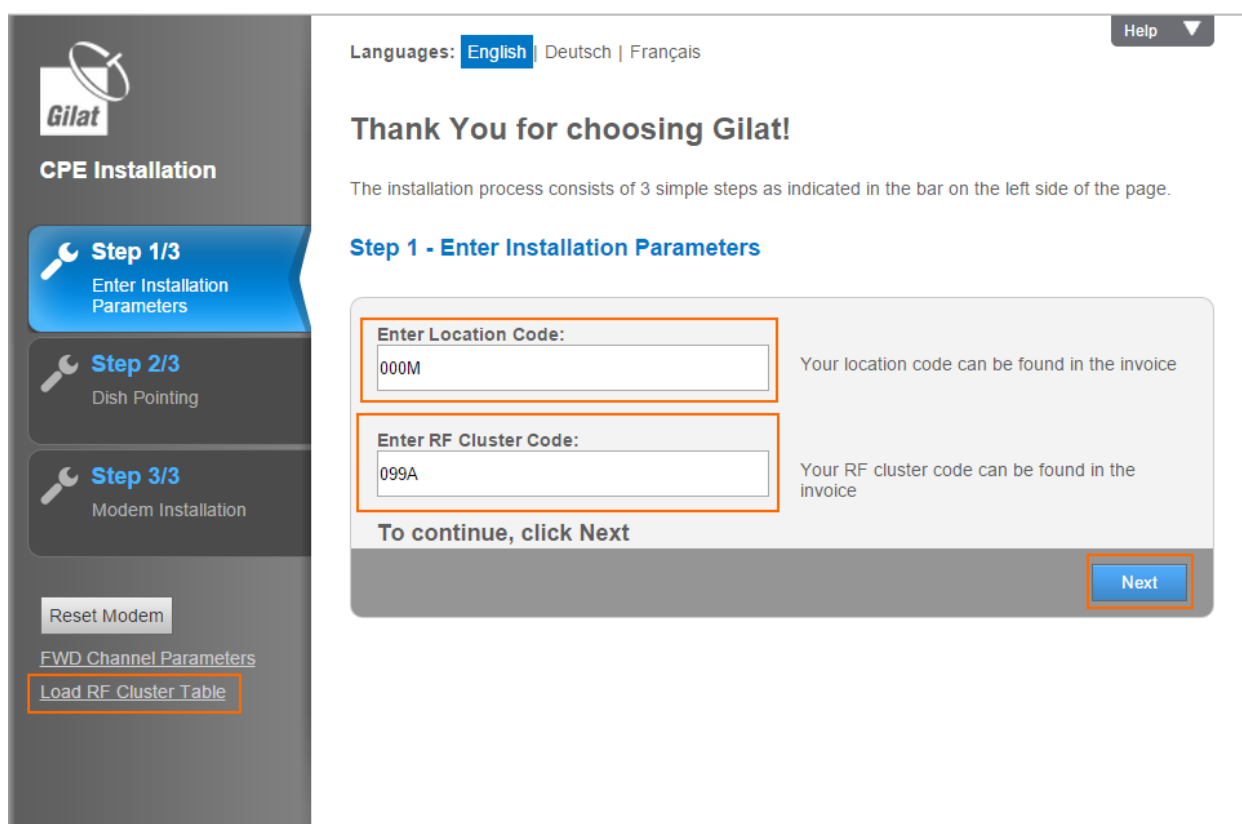 Gilat
CPE Installation
Step 1/3
Enter Installation
Parameters
Step 2/3
Dish Pointing
Step 3/3
Modem Installation
Reset Modem
FWD Channel Parameters
Load RF Cluster Table
Help
Languages: English | Deutsch | Français
Thank You for choosing Gilat!
The installation process consists of 3 simple steps as indicated in the bar on the left side of the page.
Step 1 - Enter Installation Parameters
Enter Location Code:
000M
Your location code can be found in the invoice
Enter RF Cluster Code:
099A
Your RF cluster code can be found in the
invoice
To continue, click Next
Next